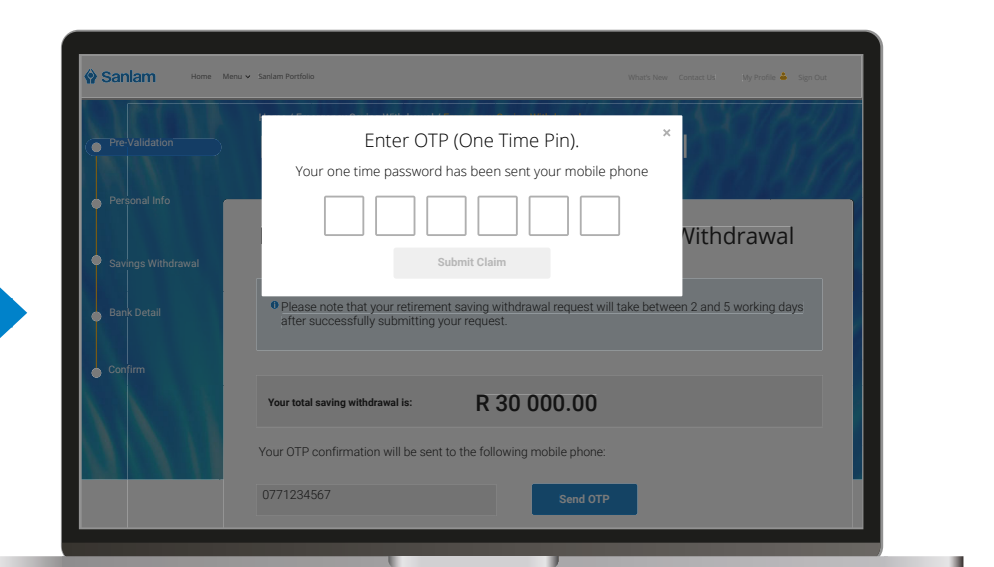 Sanlam
Home Menu Sanlam Portfolio What's New Contact Us My Profile Sign Out
Pre-Validation
Personal Info
Savings Withdrawal
Bank Detail
Confirm
Enter OTP (One Time Pin).
×
Your one time password has been sent your mobile phone
Submit Claim
Withdrawal
Please note that your retirement saving withdrawal request will take between 2 and 5 working days
after successfully submitting your request.
Your total saving withdrawal is: R 30 000.00
Your OTP confirmation will be sent to the following mobile phone:
0771234567 Send OTP